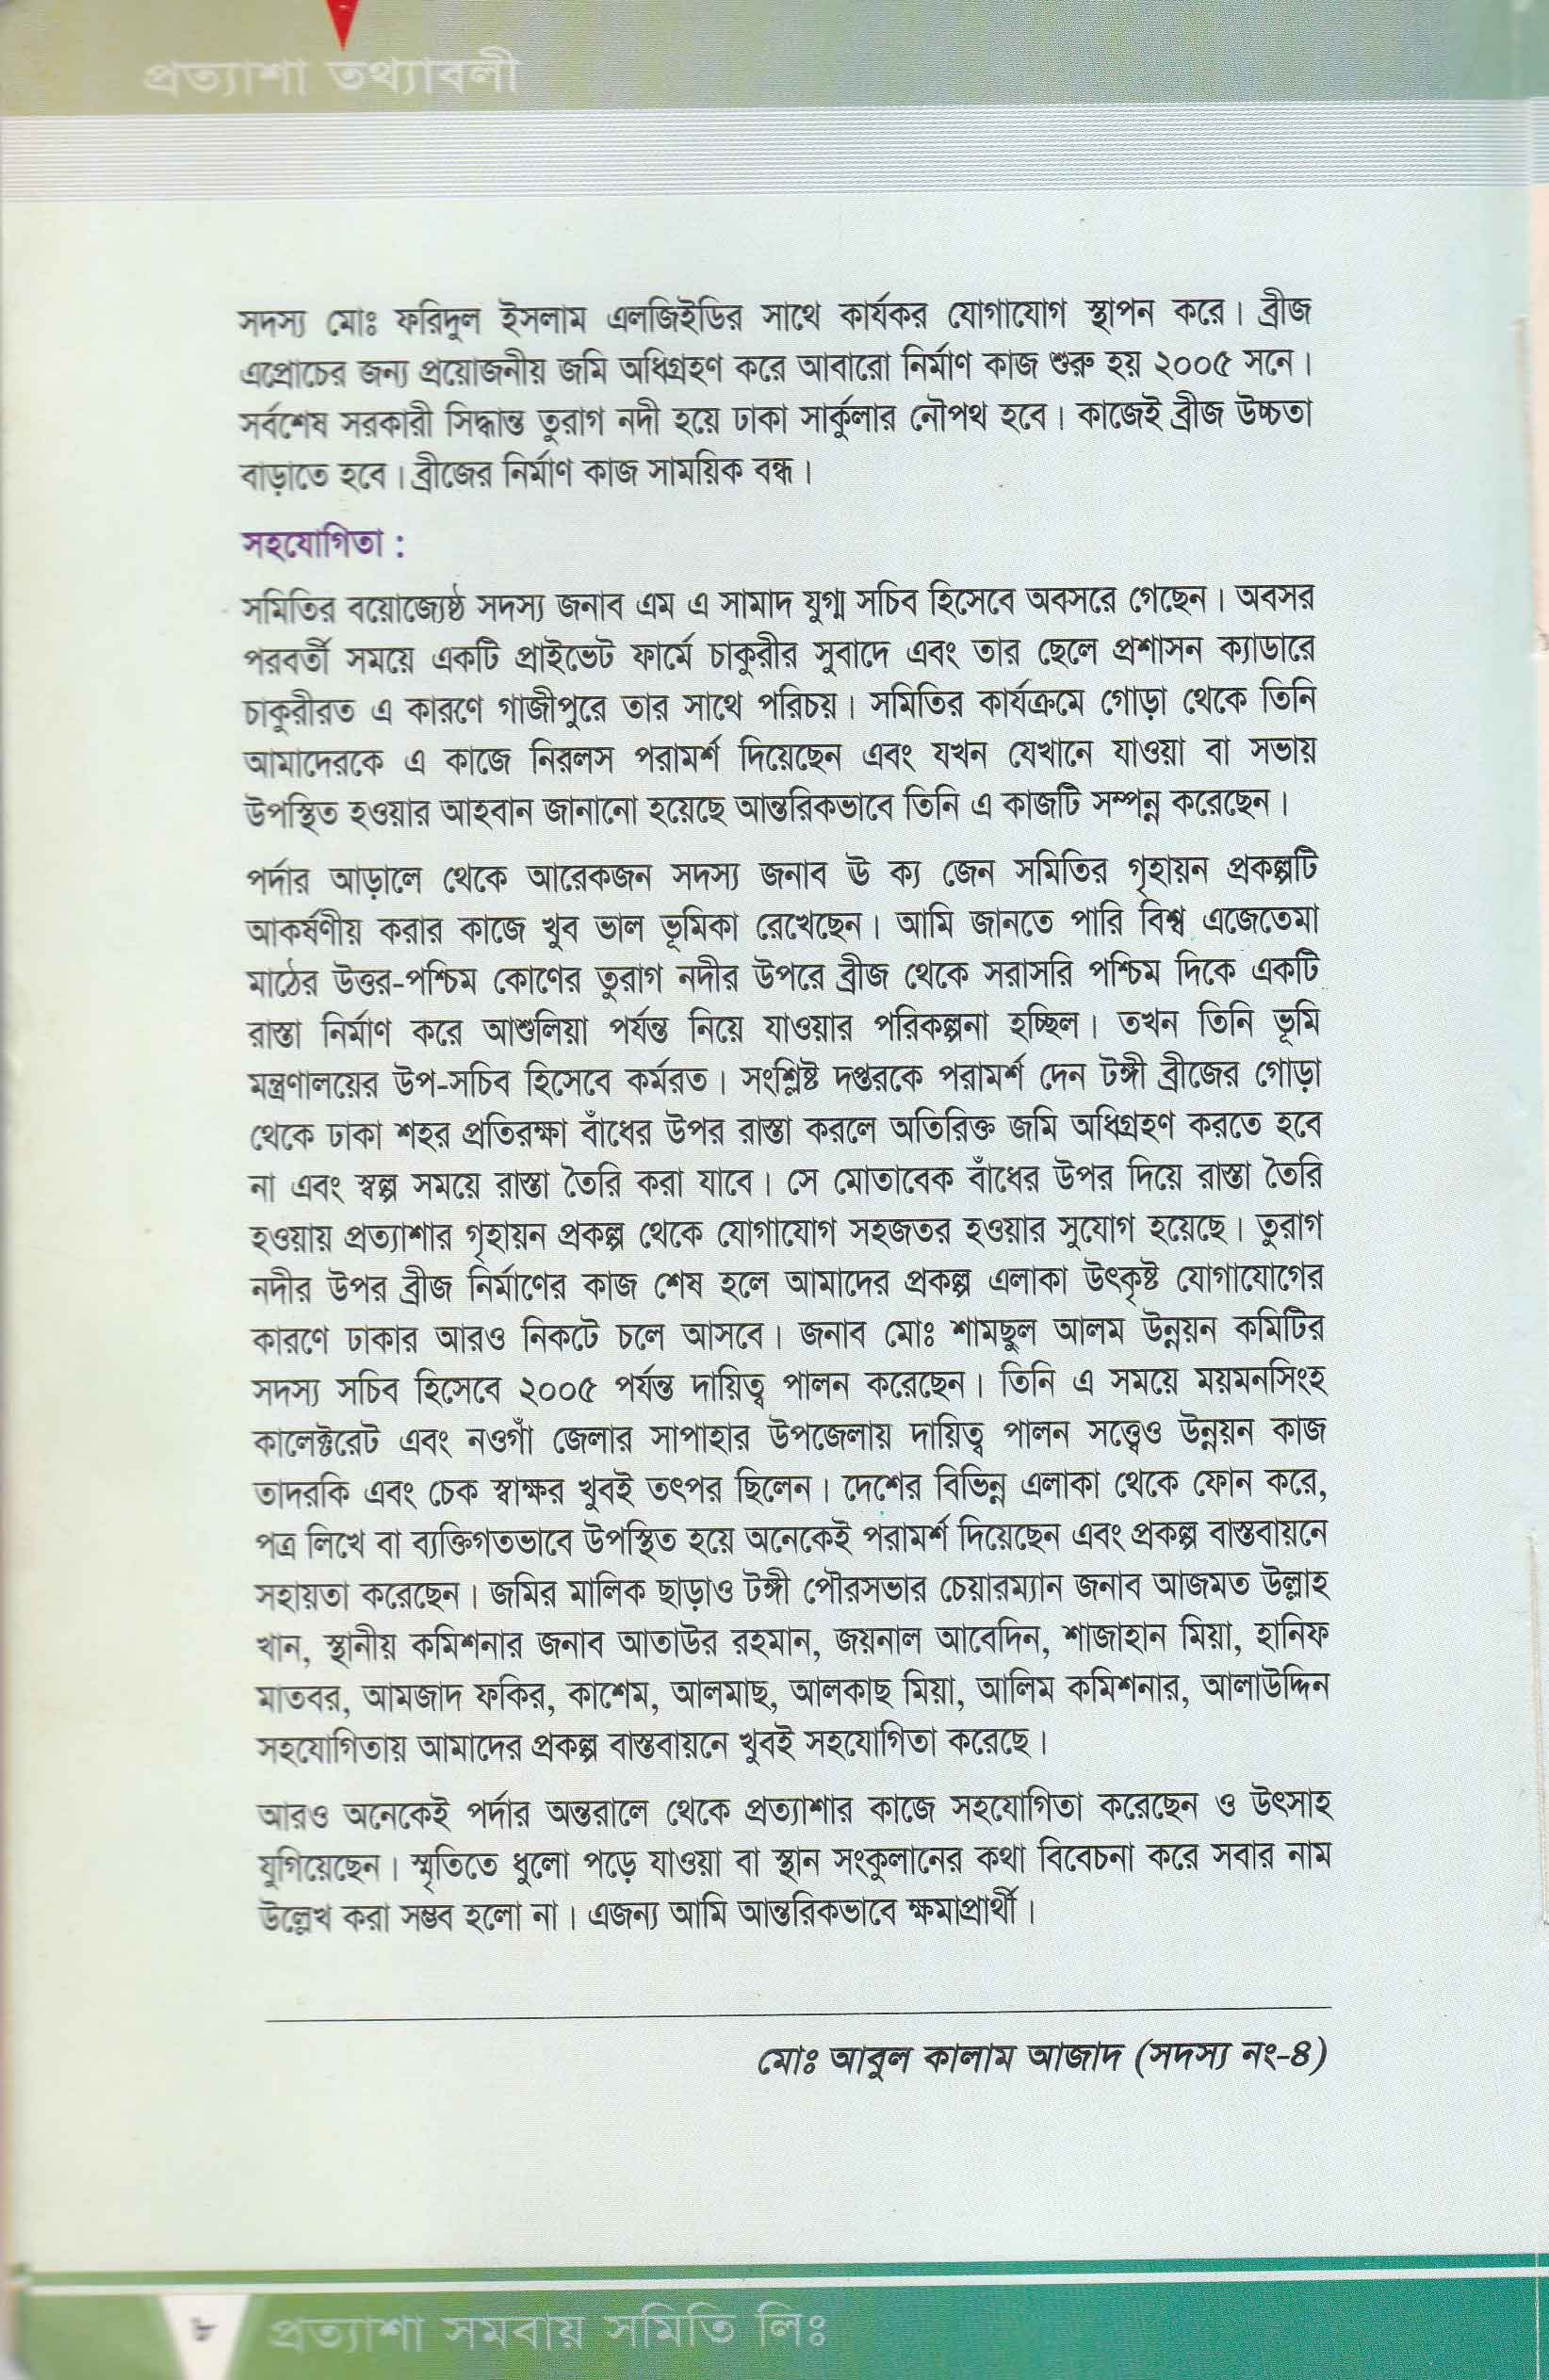 প্রত্যাশা তথ্যাবলী
সদস্য মোঃ ফরিদুল ইসলাম এলজিইডির সাথে কার্যকর যোগাযোগ স্থাপন করে। ব্রীজ
এপ্রোচের জন্য প্রয়োজনীয় জমি অধিগ্রহণ করে আবারো নির্মাণ কাজ শুরু হয় ২০০৫ সনে।
সর্বশেষ সরকারী সিদ্ধান্ত তুরাগ নদী হয়ে ঢাকা সার্কুলার নৌপথ হবে। কাজেই ব্রীজ উচ্চতা
বাড়াতে হবে। ব্রীজের নির্মাণ কাজ সাময়িক বন্ধ।
সহযোগিতা :
সমিতির বয়োজ্যেষ্ঠ সদস্য জনাব এম এ সামাদ যুগ্ম সচিব হিসেবে অবসরে গেছেন। অবসর
পরবর্তী সময়ে একটি প্রাইভেট ফার্মে চাকুরীর সুবাদে এবং তার ছেলে প্রশাসন ক্যাডারে
চাকুরীরত এ কারণে গাজীপুরে তার সাথে পরিচয়। সমিতির কার্যক্রমে গোড়া থেকে তিনি
আমাদেরকে এ কাজে নিরলস পরামর্শ দিয়েছেন এবং যখন যেখানে যাওয়া বা সভায়
উপস্থিত হওয়ার আহবান জানানো হয়েছে আন্তরিকভাবে তিনি এ কাজটি সম্পন্ন করেছেন।
পর্দার আড়ালে থেকে আরেকজন সদস্য জনাব ঊ ক্য জেন সমিতির গৃহায়ন প্রকল্পটি
আকর্ষণীয় করার কাজে খুব ভাল ভূমিকা রেখেছেন। আমি জানতে পারি বিশ্ব এজেতেমা
মাঠের উত্তর-পশ্চিম কোণের তুরাগ নদীর উপরে ব্রীজ থেকে সরাসরি পশ্চিম দিকে একটি
রাস্তা নির্মাণ করে আশুলিয়া পর্যন্ত নিয়ে যাওয়ার পরিকল্পনা হচ্ছিল। তখন তিনি ভূমি
মন্ত্রণালয়ের উপ-সচিব হিসেবে কর্মরত। সংশ্লিষ্ট দপ্তরকে পরামর্শ দেন টঙ্গী ব্রীজের গোড়া
থেকে ঢাকা শহর প্রতিরক্ষা বাঁধের উপর রাস্তা করলে অতিরিক্ত জমি অধিগ্রহণ করতে হবে
না এবং স্বল্প সময়ে রাস্তা তৈরি করা যাবে। সে মোতাবেক বাঁধের উপর দিয়ে রাস্তা তৈরি
হওয়ায় প্রত্যাশার গৃহায়ন প্রকল্প থেকে যোগাযোগ সহজতর হওয়ার সুযোগ হয়েছে। তুরাগ
নদীর উপর ব্রীজ নির্মাণের কাজ শেষ হলে আমাদের প্রকল্প এলাকা উৎকৃষ্ট যোগাযোগের
কারণে ঢাকার আরও নিকটে চলে আসবে। জনাব মোঃ শামছুল আলম উন্নয়ন কমিটির
সদস্য সচিব হিসেবে ২০০৫ পর্যন্ত দায়িত্ব পালন করেছেন। তিনি এ সময়ে ময়মনসিংহ
কালেক্টরেট এবং নওগাঁ জেলার সাপাহার উপজেলায় দায়িত্ব পালন সত্ত্বেও উন্নয়ন কাজ
তাদরকি এবং চেক স্বাক্ষর খুবই তৎপর ছিলেন। দেশের বিভিন্ন এলাকা থেকে ফোন করে,
পত্র লিখে বা ব্যক্তিগতভাবে উপস্থিত হয়ে অনেকেই পরামর্শ দিয়েছেন এবং প্রকল্প বাস্তবায়নে
সহায়তা করেছেন। জমির মালিক ছাড়াও টঙ্গী পৌরসভার চেয়ারম্যান জনাব আজমত উল্লাহ
খান, স্থানীয় কমিশনার জনাব আতাউর রহমান, জয়নাল আবেদিন, শাজাহান মিয়া, হানিফ
মাতবর, আমজাদ ফকির, কাশেম, আলমাছ, আলকাছ মিয়া, আলিম কমিশনার, আলাউদ্দিন
সহযোগিতায় আমাদের প্রকল্প বাস্তবায়নে খুবই সহযোগিতা করেছে।
আরও অনেকেই পর্দার অন্তরালে থেকে প্রত্যাশার কাজে সহযোগিতা করেছেন ও উৎসাহ
যুগিয়েছেন। স্মৃতিতে ধুলো পড়ে যাওয়া বা স্থান সংকুলানের কথা বিবেচনা করে সবার নাম
উল্লেখ করা সম্ভব হলো না। এজন্য আমি আন্তরিকভাবে ক্ষমাপ্রার্থী।
মোঃ আবুল কালাম আজাদ (সদস্য নং-৪)
৮ প্রত্যাশা সমবায় সমিতি লিঃ